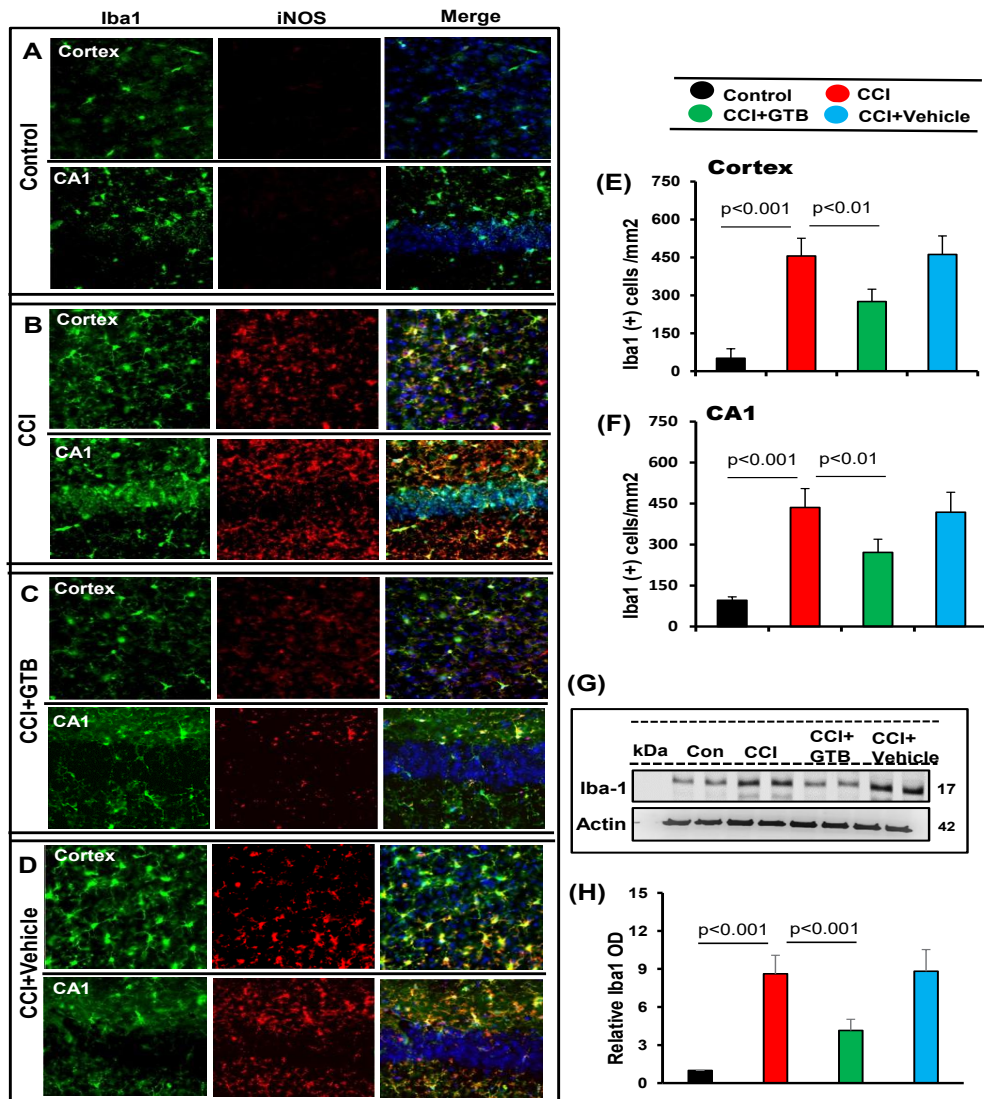 Iba1 iNOS Merge
A Cortex
CA1
Control
B Cortex
CA1
CCI
C Cortex
CA1
CCI+GTB
D Cortex
CA1
CCI+Vehicle
Control CCI
CCI+GTB CCI+Vehicle
(E) Cortex
750
600
450
300
150
0
Iba1 (+) cells /mm2
p<0.001 p<0.01
(F) CA1
750
600
450
300
150
0
Iba1 (+) cells/mm2
p<0.001 p<0.01
(G)
kDa Con CCI CCI+ GTB CCI+ Vehicle
Iba-1 17
Actin 42
(H)
15
12
9
6
3
0
Relative Iba1 OD
p<0.001 p<0.001